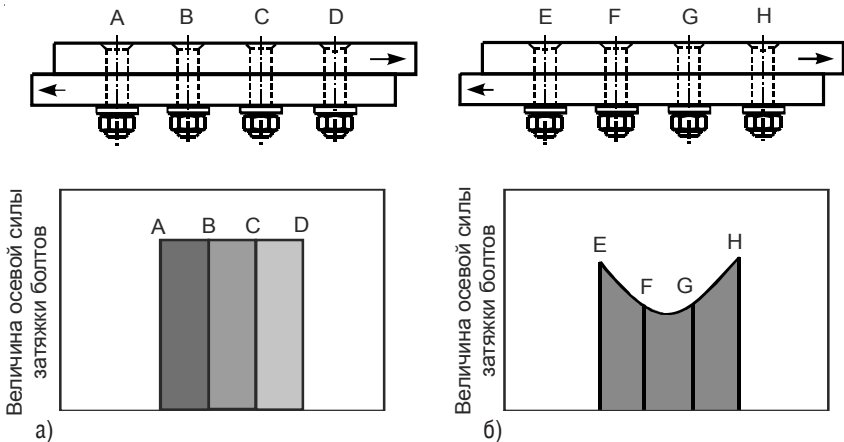 A B C D
E F G H
Величина осевой силы
затяжки болтов
A B C D
Величина осевой силы
затяжки болтов
E F G H
а)
б)